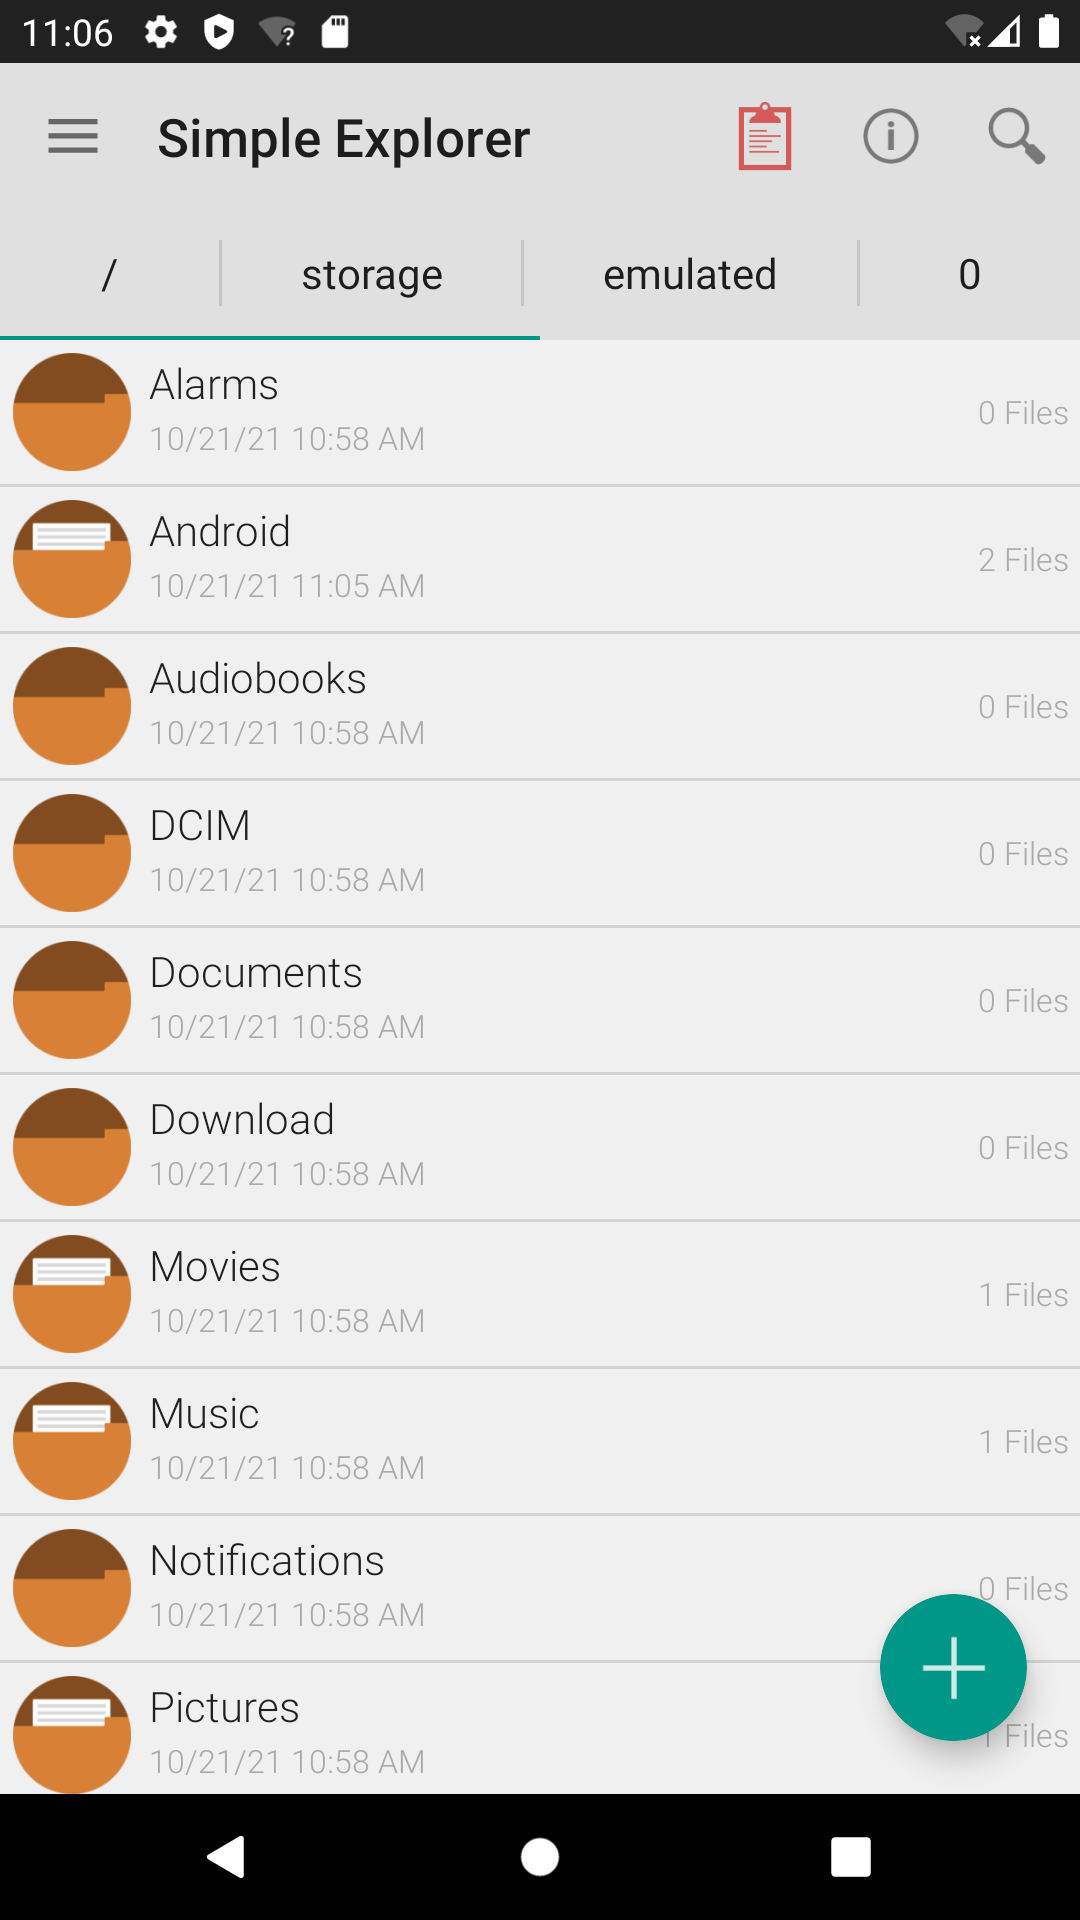 11:06
Simple Explorer
/ storage emulated 0
Alarms
10/21/21 10:58 AM
0 Files
Android
10/21/21 11:05 AM
2 Files
Audiobooks
10/21/21 10:58 AM
0 Files
DCIM
10/21/21 10:58 AM
0 Files
Documents
10/21/21 10:58 AM
0 Files
Download
10/21/21 10:58 AM
0 Files
Movies
10/21/21 10:58 AM
1 Files
Music
10/21/21 10:58 AM
1 Files
Notifications
10/21/21 10:58 AM
0 Files
Pictures
10/21/21 10:58 AM
1 Files